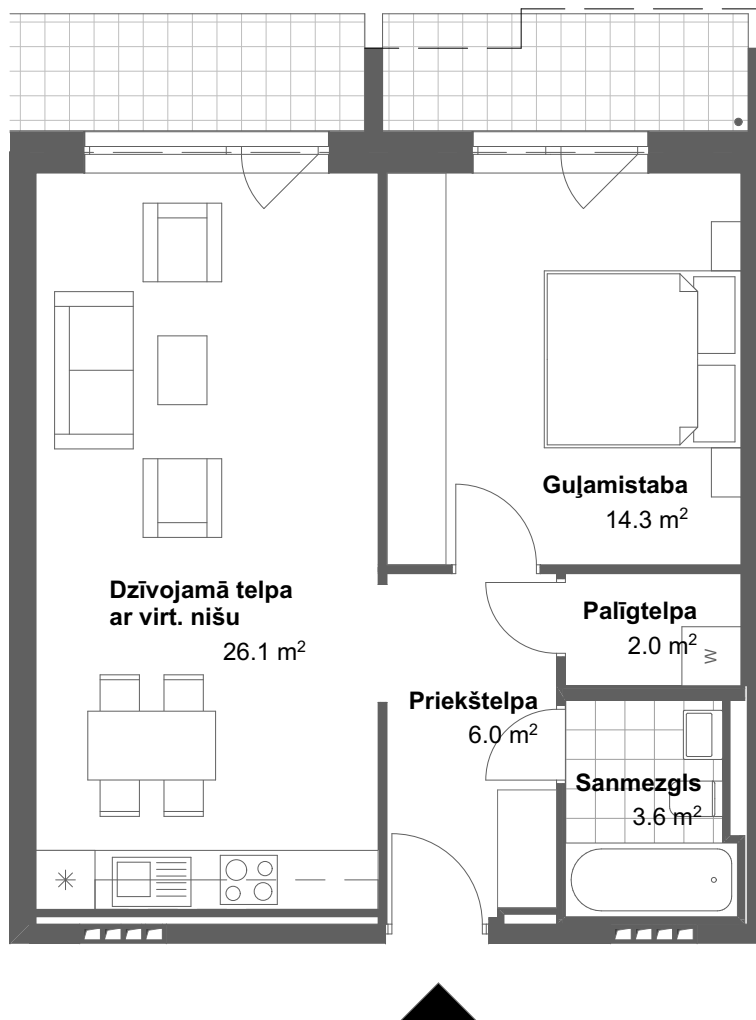 Guļamistaba
14.3 m²
Dzīvojamā telpa
ar virt. nišu
26.1 m²
Palīgtelpa
2.0 m²
W
Priekštelpa
6.0 m²
Sanmezgls
3.6 m²